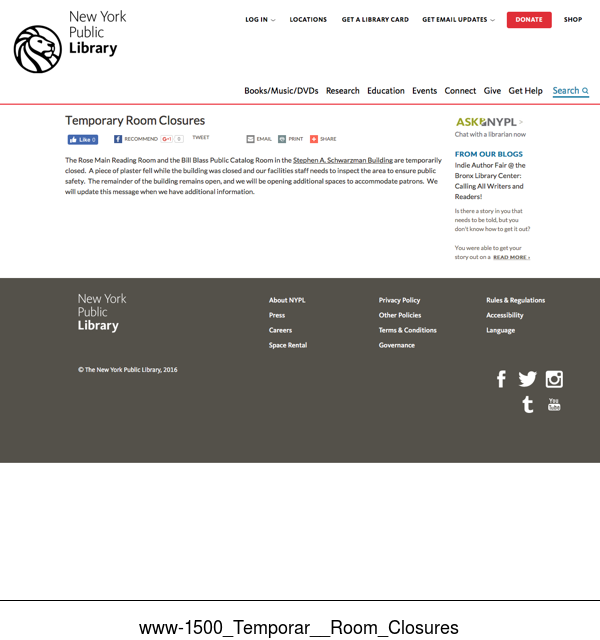 New York
Public
Library
LOG IN
LOCATIONS
GET A LIBRARY CARD
GET EMAIL UPDATES
DONATE
SHOP
Books/Music/DVDs
Research
Education
Events
Connect
Give
Get Help
Search
Temporary Room Closures
Like 0
RECOMMEND
G+1 0
TWEET
EMAIL
PRINT
SHARE
The Rose Main Reading Room and the Bill Blass Public Catalog Room in the Stephen A. Schwarzman Building are temporarily
closed. A piece of plaster fell while the building was closed and our facilities staff needs to inspect the area to ensure public
safety. The remainder of the building remains open, and we will be opening additional spaces to accommodate patrons. We
will update this message when we have additional information.
ASK NYPL >
Chat with a librarian now
FROM OUR BLOGS
Indie Author Fair @ the
Bronx Library Center:
Calling All Writers and
Readers!
Is there a story in you that
needs to be told, but you
don't know how to get it out?
You were able to get your
story out on a READ MORE ›
New York
Public
Library
About NYPL
Press
Careers
Space Rental
Privacy Policy
Other Policies
Terms & Conditions
Governance
Rules & Regulations
Accessibility
Language
© The New York Public Library, 2016
You
Tube
www-1500_Temporar__Room_Closures